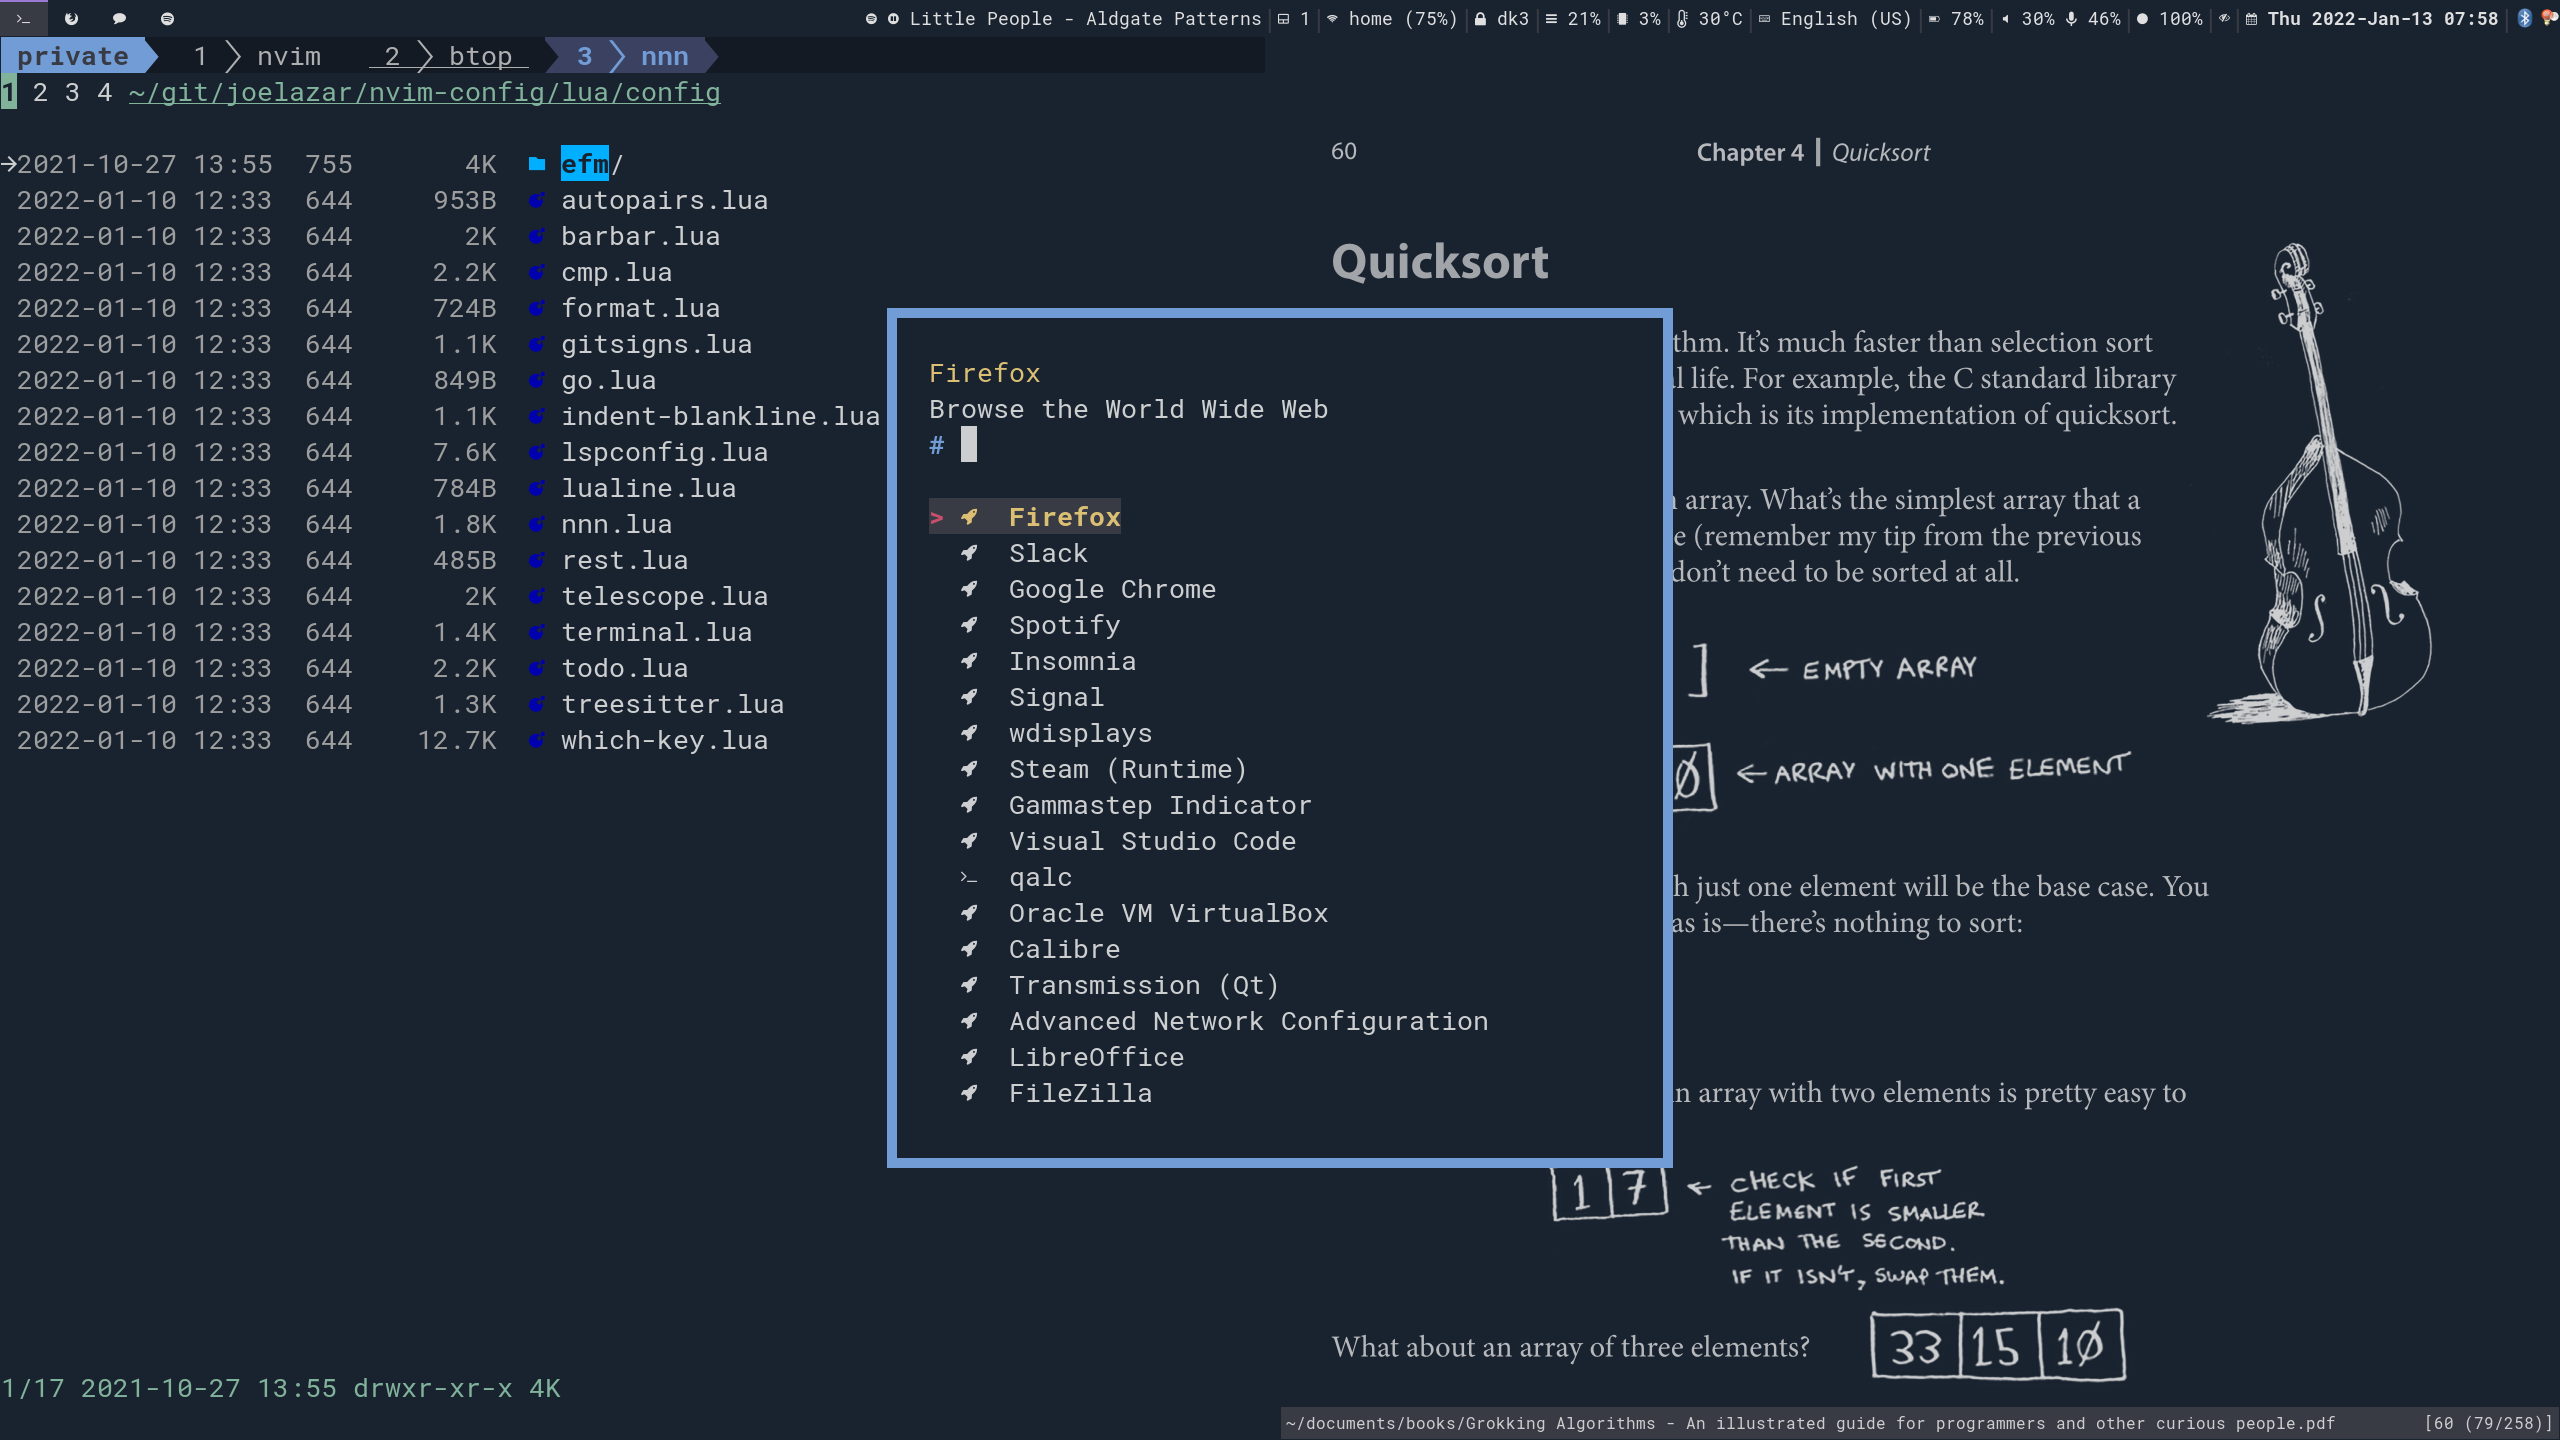 Little People - Aldgate Patterns 1 home (75%) dk3 21% 3% 30°C English (US) 78% 30% 46% 100% Thu 2022-Jan-13 07:58
private 1 nvim 2 btop 3 nnn
1 2 3 4 ~/git/joelazar/nvim-config/lua/config
→2021-10-27 13:55 755 4K efm/
2022-01-10 12:33 644 953B autopairs.lua
2022-01-10 12:33 644 2K barbar.lua
2022-01-10 12:33 644 2.2K cmp.lua
2022-01-10 12:33 644 724B format.lua
2022-01-10 12:33 644 1.1K gitsigns.lua
2022-01-10 12:33 644 849B go.lua
2022-01-10 12:33 644 1.1K indent-blankline.lua
2022-01-10 12:33 644 7.6K lspconfig.lua
2022-01-10 12:33 644 784B lualine.lua
2022-01-10 12:33 644 1.8K nnn.lua
2022-01-10 12:33 644 485B rest.lua
2022-01-10 12:33 644 2K telescope.lua
2022-01-10 12:33 644 1.4K terminal.lua
2022-01-10 12:33 644 2.2K todo.lua
2022-01-10 12:33 644 1.3K treesitter.lua
2022-01-10 12:33 644 12.7K which-key.lua
1/17 2021-10-27 13:55 drwxr-xr-x 4K
Firefox
Browse the World Wide Web
#
> Firefox
Slack
Google Chrome
Spotify
Insomnia
Signal
wdisplays
Steam (Runtime)
Gammastep Indicator
Visual Studio Code
>_ qalc
Oracle VM VirtualBox
Calibre
Transmission (Qt)
Advanced Network Configuration
LibreOffice
FileZilla
60 Chapter 4 | Quicksort
Quicksort
thm. It’s much faster than selection sort
life. For example, the C standard library
which is its implementation of quicksort.
array. What’s the simplest array that a
e (remember my tip from the previous
don’t need to be sorted at all.
] ← EMPTY ARRAY
0 ← ARRAY WITH ONE ELEMENT
h just one element will be the base case. You
as is—there’s nothing to sort:
n array with two elements is pretty easy to
1 7 ← CHECK IF FIRST
ELEMENT IS SMALLER
THAN THE SECOND.
IF IT ISN'T, SWAP THEM.
What about an array of three elements? 33 15 10
~/documents/books/Grokking Algorithms - An illustrated guide for programmers and other curious people.pdf [60 (79/258)]